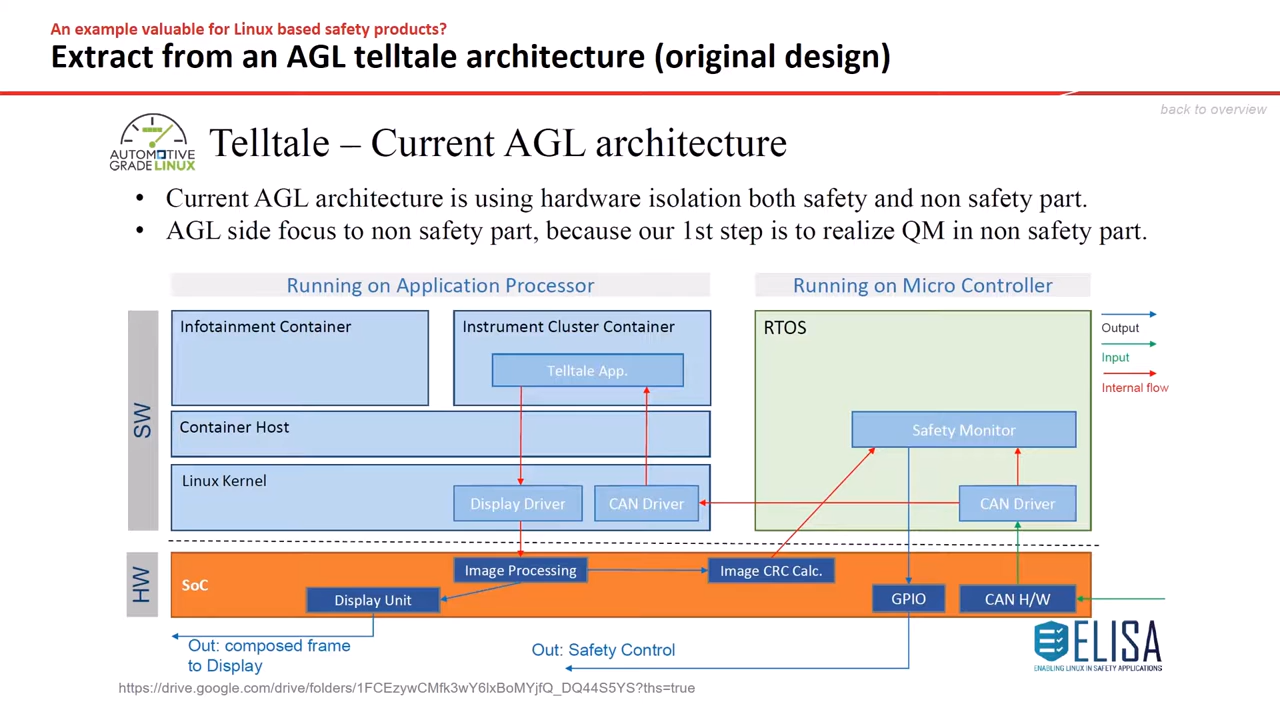 An example valuable for Linux based safety products?
Extract from an AGL telltale architecture (original design)
back to overview
AUTOMOTIVE
GRADELINUX
Telltale – Current AGL architecture
• Current AGL architecture is using hardware isolation both safety and non safety part.
• AGL side focus to non safety part, because our 1st step is to realize QM in non safety part.
Running on Application Processor
Running on Micro Controller
SW
Infotainment Container
Instrument Cluster Container
Telltale App.
Container Host
Linux Kernel
Display Driver
CAN Driver
RTOS
Safety Monitor
CAN Driver
Output
Input
Internal flow
HW
SoC
Image Processing
Image CRC Calc.
Display Unit
GPIO
CAN H/W
Out: composed frame
to Display
Out: Safety Control
ELISA
ENABLING LINUX IN SAFETY APPLICATIONS
https://drive.google.com/drive/folders/1FCEzywCMfk3wY6lxBoMYjfQ_DQ44S5YS?ths=true